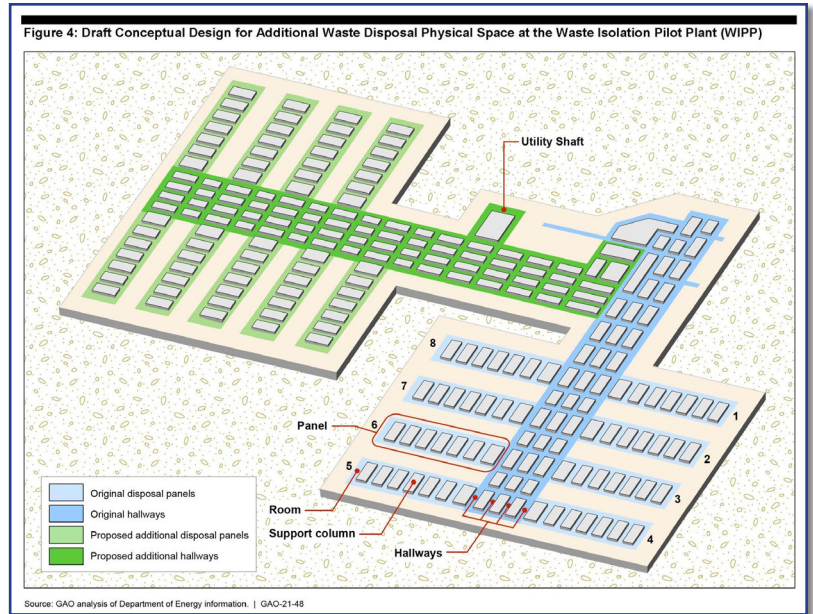 Figure 4: Draft Conceptual Design for Additional Waste Disposal Physical Space at the Waste Isolation Pilot Plant (WIPP)
Utility Shaft
8
7
1
Panel
6
2
5
3
Room
4
Support column
Hallways
Original disposal panels
Original hallways
Proposed additional disposal panels
Proposed additional hallways
Source: GAO analysis of Department of Energy information. | GAO-21-48